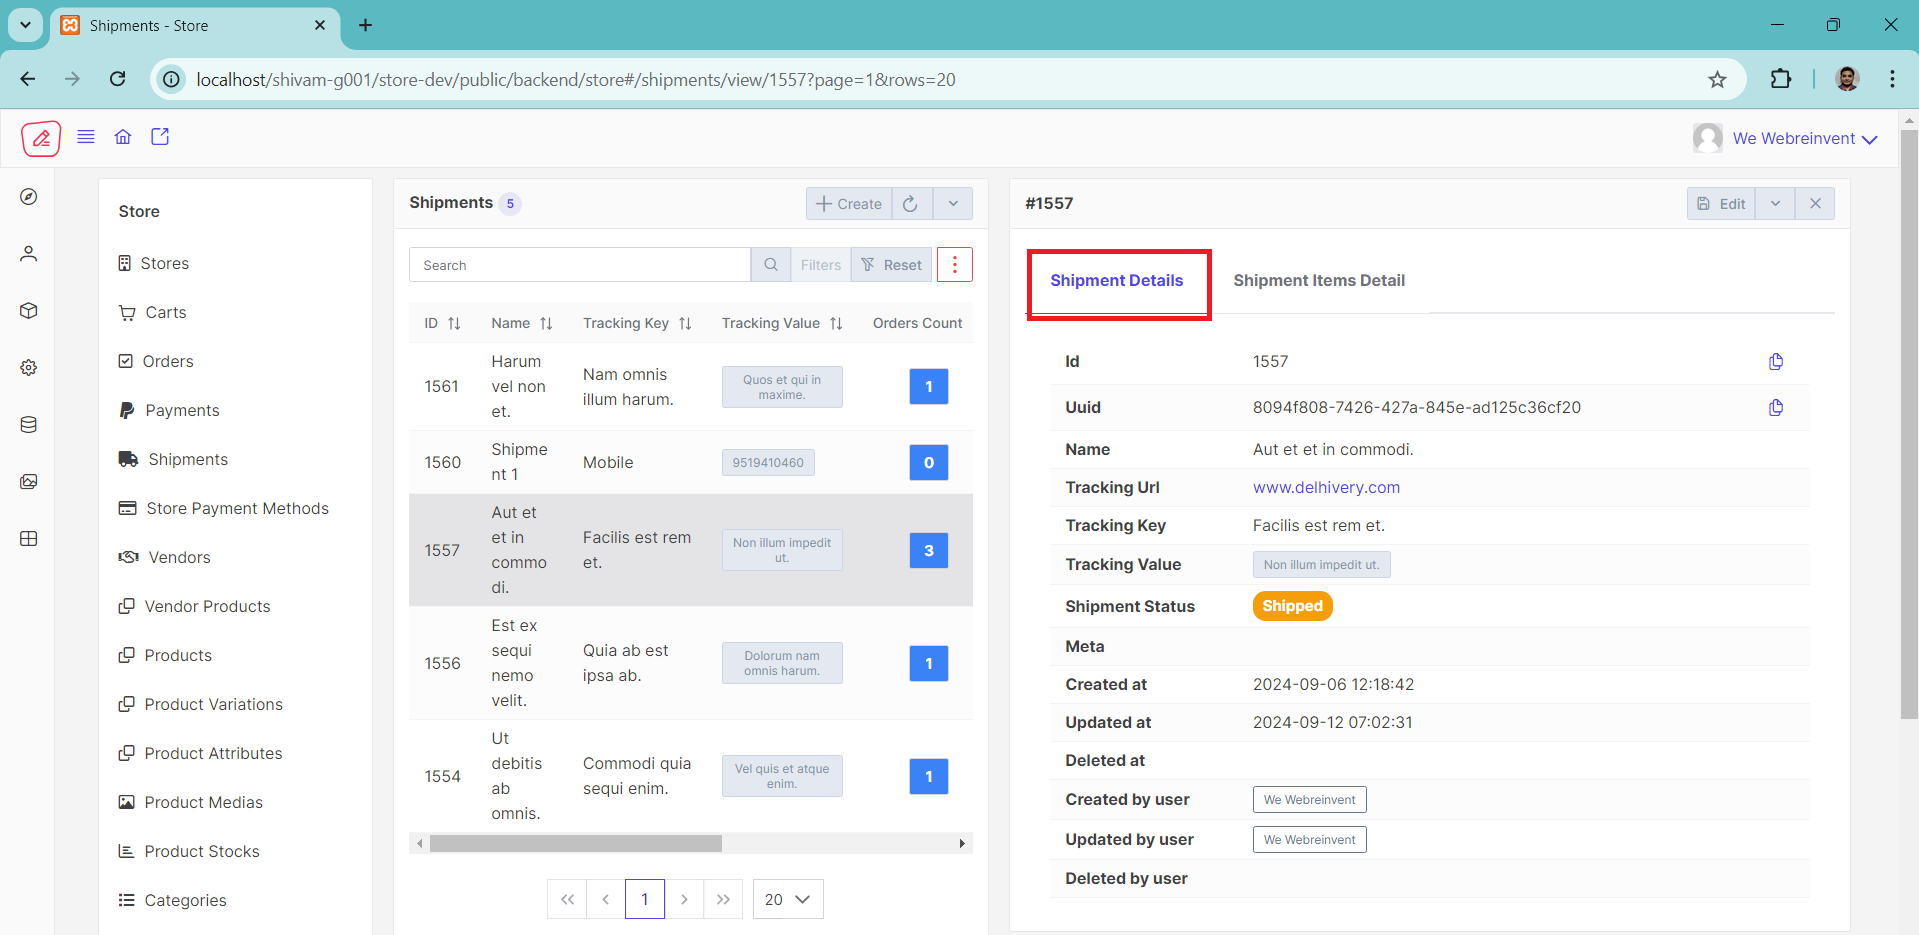 Shipments - Store
localhost/shivam-g001/store-dev/public/backend/store#/shipments/view/1557?page=1&rows=20
We Webreinvent
Store
Stores
Carts
Orders
Payments
Shipments
Store Payment Methods
Vendors
Vendor Products
Products
Product Variations
Product Attributes
Product Medias
Product Stocks
Categories
Shipments 5
Create
Search
Filters
Reset
ID Name Tracking Key Tracking Value Orders Count
1561
Harum
vel non
et.
Nam omnis
illum harum.
Quos et qui in
maxime.
1
1560
Shipme
nt 1
Mobile
9519410460
0
1557
Aut et
et in
commo
di.
Facilis est rem
et.
Non illum impedit
ut.
3
1556
Est ex
sequi
nemo
velit.
Quia ab est
ipsa ab.
Dolorum nam
omnis harum.
1
1554
Ut
debitis
ab
omnis.
Commodi quia
sequi enim.
Vel quis et atque
enim.
1
1
20
#1557
Edit
Shipment Details
Shipment Items Detail
Id 1557
Uuid 8094f808-7426-427a-845e-ad125c36cf20
Name Aut et et in commodi.
Tracking Url www.delhivery.com
Tracking Key Facilis est rem et.
Tracking Value Non illum impedit ut.
Shipment Status Shipped
Meta
Created at 2024-09-06 12:18:42
Updated at 2024-09-12 07:02:31
Deleted at
Created by user We Webreinvent
Updated by user We Webreinvent
Deleted by user